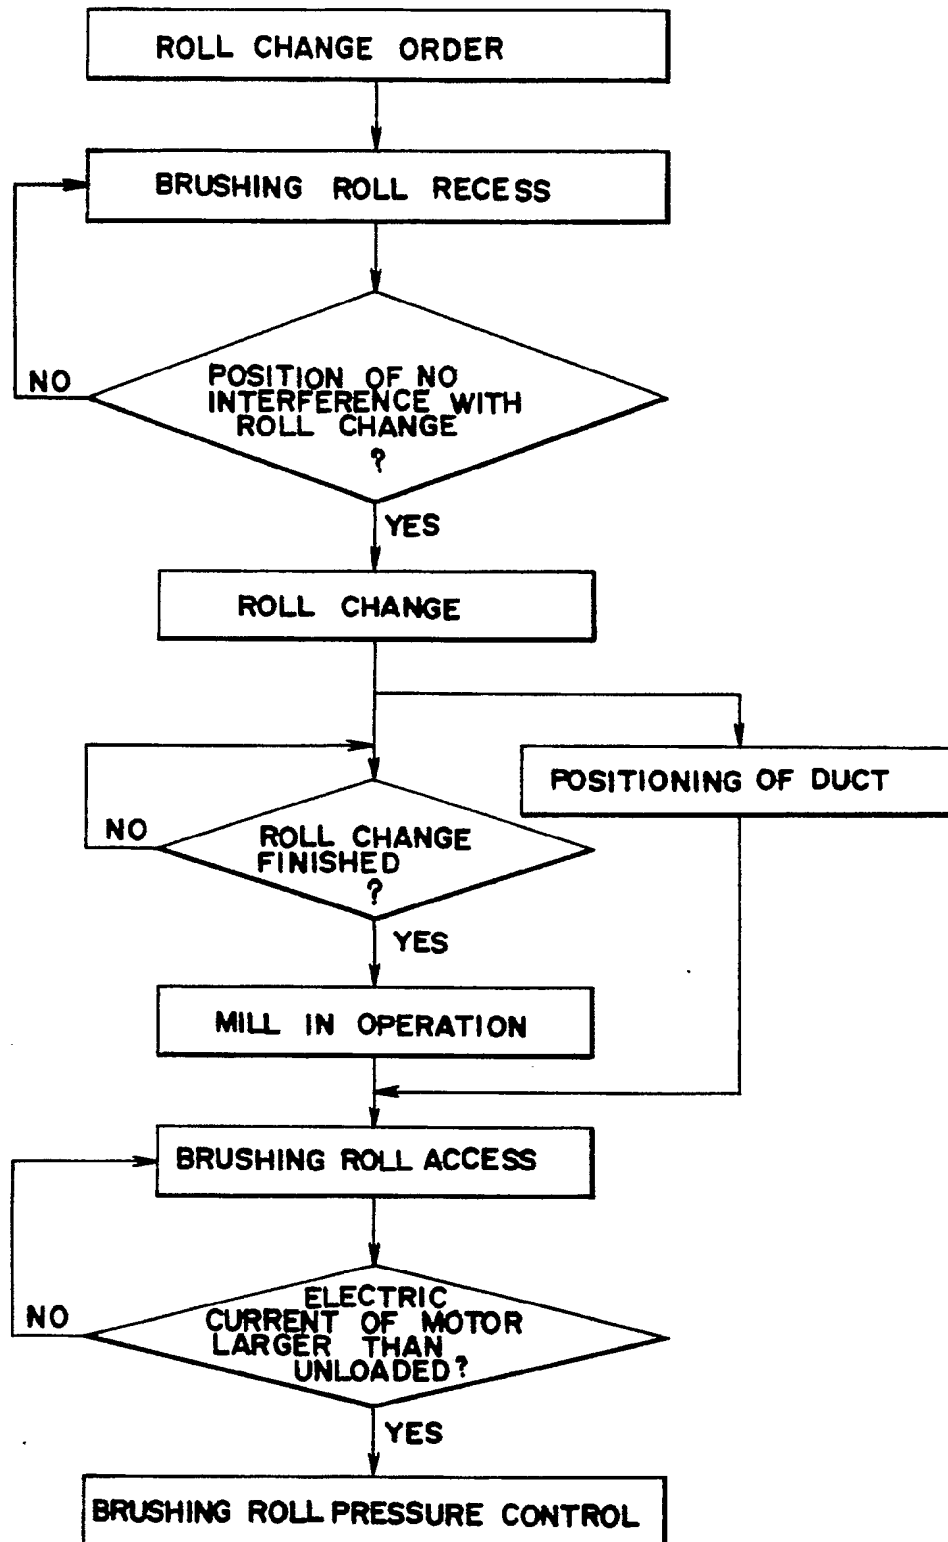 ROLL CHANGE ORDER
BRUSHING ROLL RECESS
NO
POSITION OF NO
INTERFERENCE WITH
ROLL CHANGE
?
YES
ROLL CHANGE
POSITIONING OF DUCT
NO
ROLL CHANGE
FINISHED
?
YES
MILL IN OPERATION
BRUSHING ROLL ACCESS
NO
ELECTRIC
CURRENT OF MOTOR
LARGER THAN
UNLOADED?
YES
BRUSHING ROLL PRESSURE CONTROL